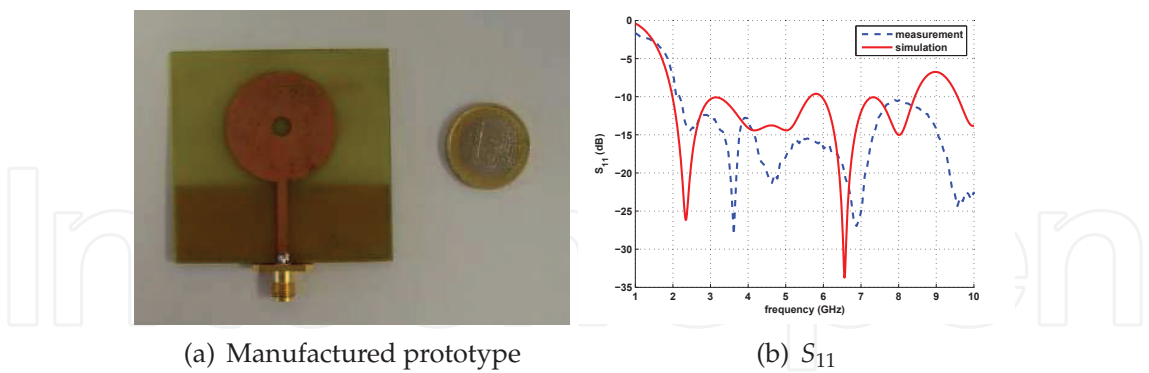 measurement
simulation
0
−5
−10
−15
−20
−25
−30
−35
S11 (dB)
1 2 3 4 5 6 7 8 9 10
frequency (GHz)
(a) Manufactured prototype
(b) S11